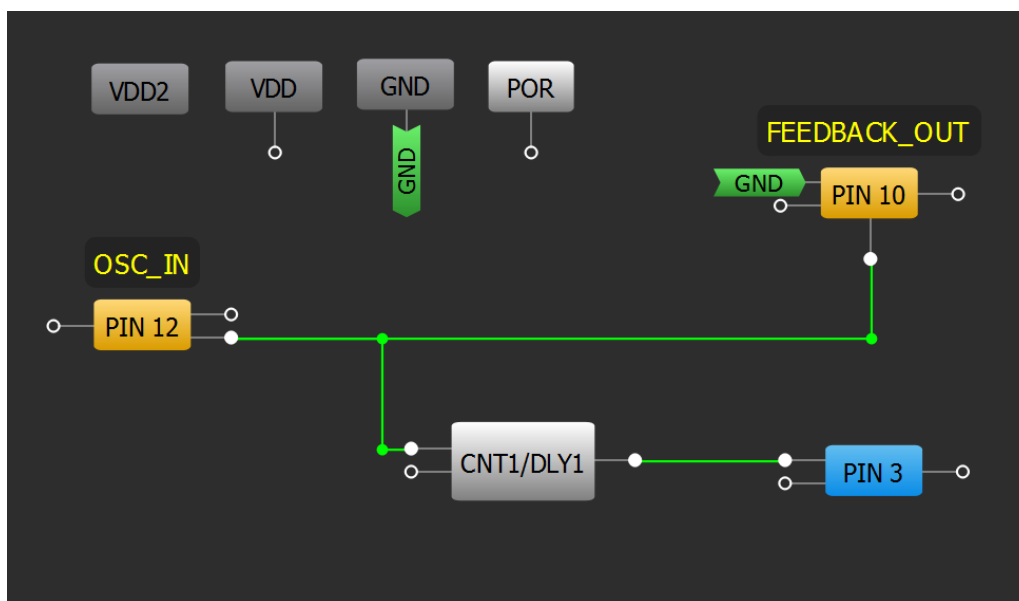 VDD2
VDD
GND
POR
GND
FEEDBACK_OUT
GND
PIN 10
OSC_IN
PIN 12
CNT1/DLY1
PIN 3